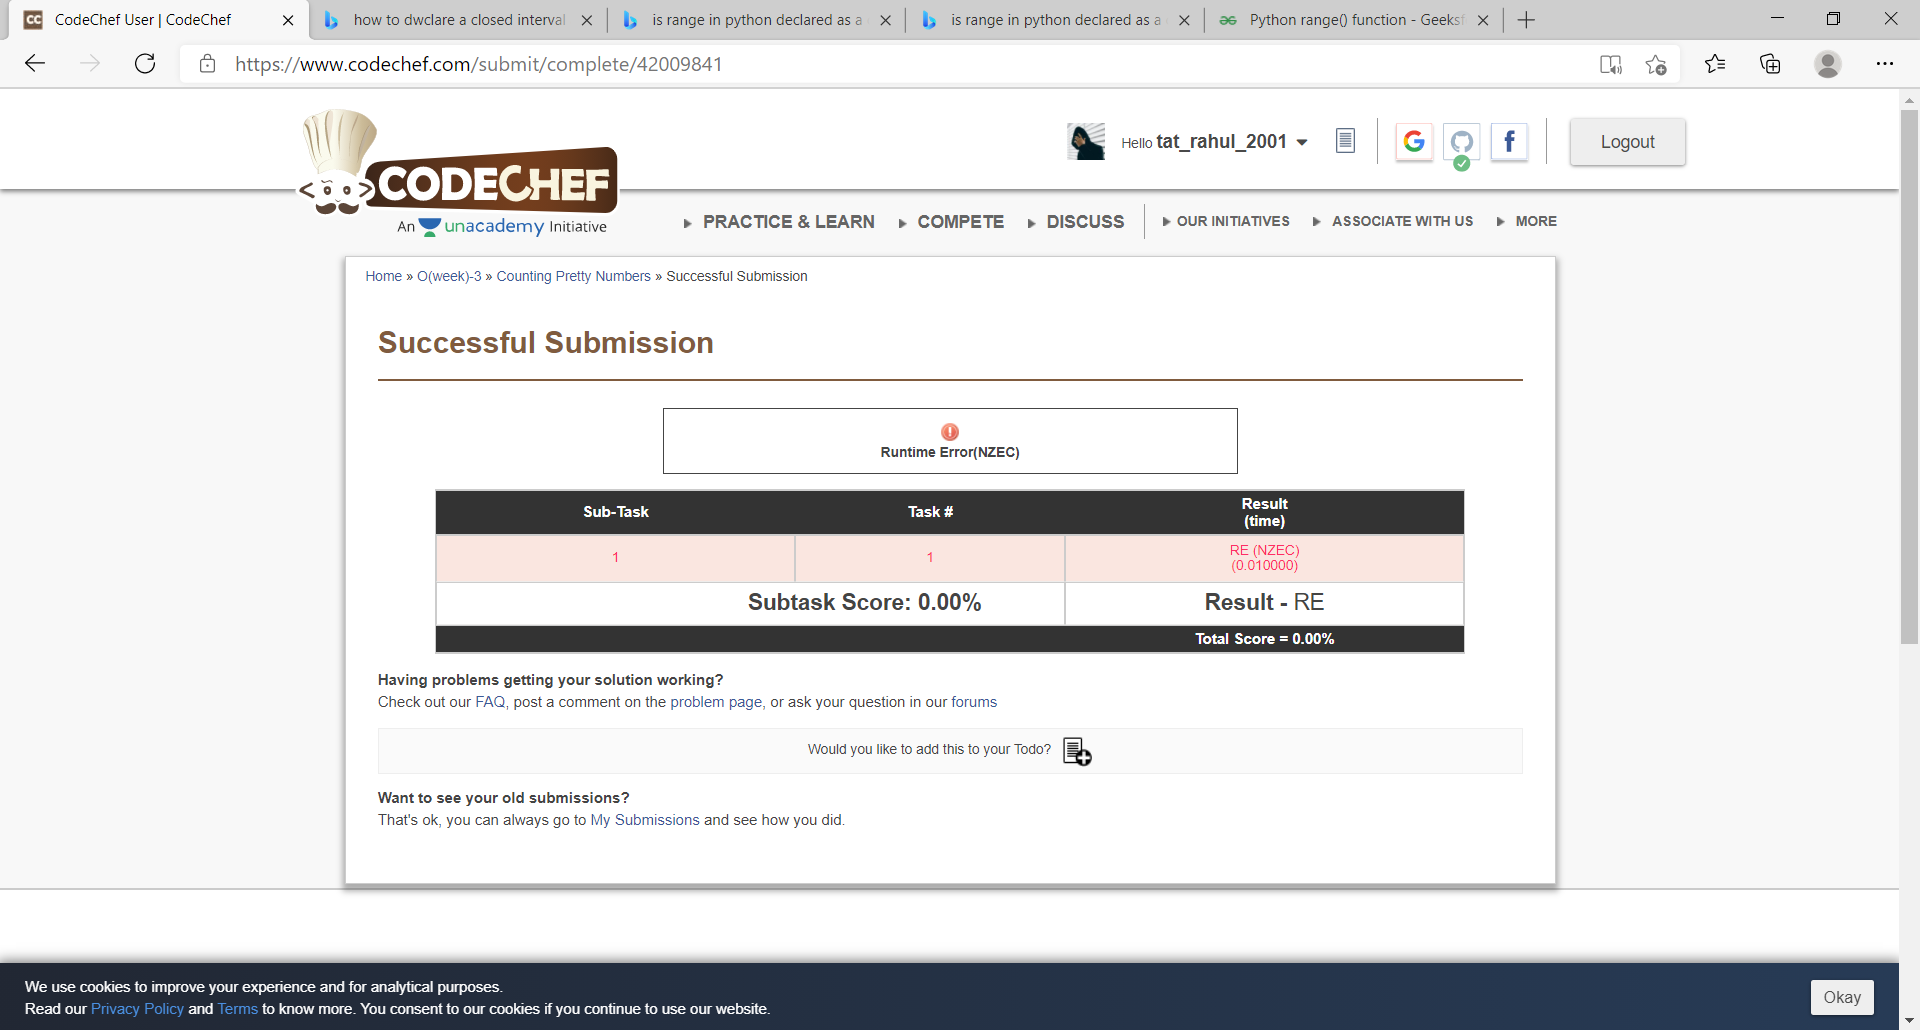 CodeChef User | CodeChef
how to dwclare a closed interval
is range in python declared as a
is range in python declared as a
Python range() function - Geeksf
https://www.codechef.com/submit/complete/42009841
CODECHEF
An unacademy Initiative
Hello tat_rahul_2001
Logout
PRACTICE & LEARN
COMPETE
DISCUSS
OUR INITIATIVES
ASSOCIATE WITH US
MORE
Home » O(week)-3 » Counting Pretty Numbers » Successful Submission
Successful Submission
Runtime Error(NZEC)
Sub-Task
Task #
Result
(time)
1
1
RE (NZEC)
(0.010000)
Subtask Score: 0.00%
Result - RE
Total Score = 0.00%
Having problems getting your solution working?
Check out our FAQ, post a comment on the problem page, or ask your question in our forums
Would you like to add this to your Todo?
Want to see your old submissions?
That's ok, you can always go to My Submissions and see how you did.
We use cookies to improve your experience and for analytical purposes.
Read our Privacy Policy and Terms to know more. You consent to our cookies if you continue to use our website.
Okay